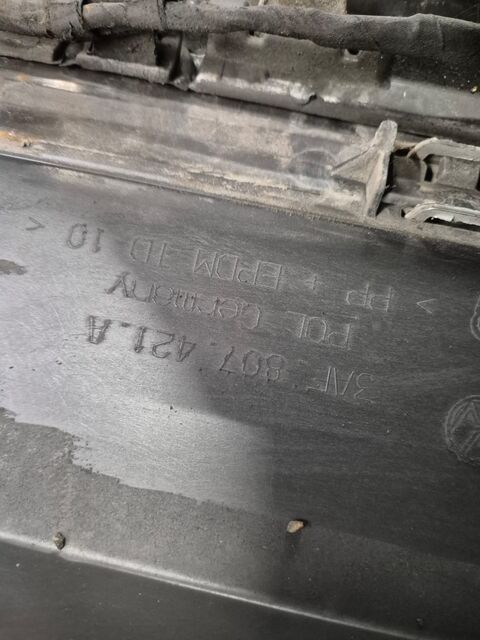 3AF 807.421.A
POL Germany
> PP + EPDM TD 10 <